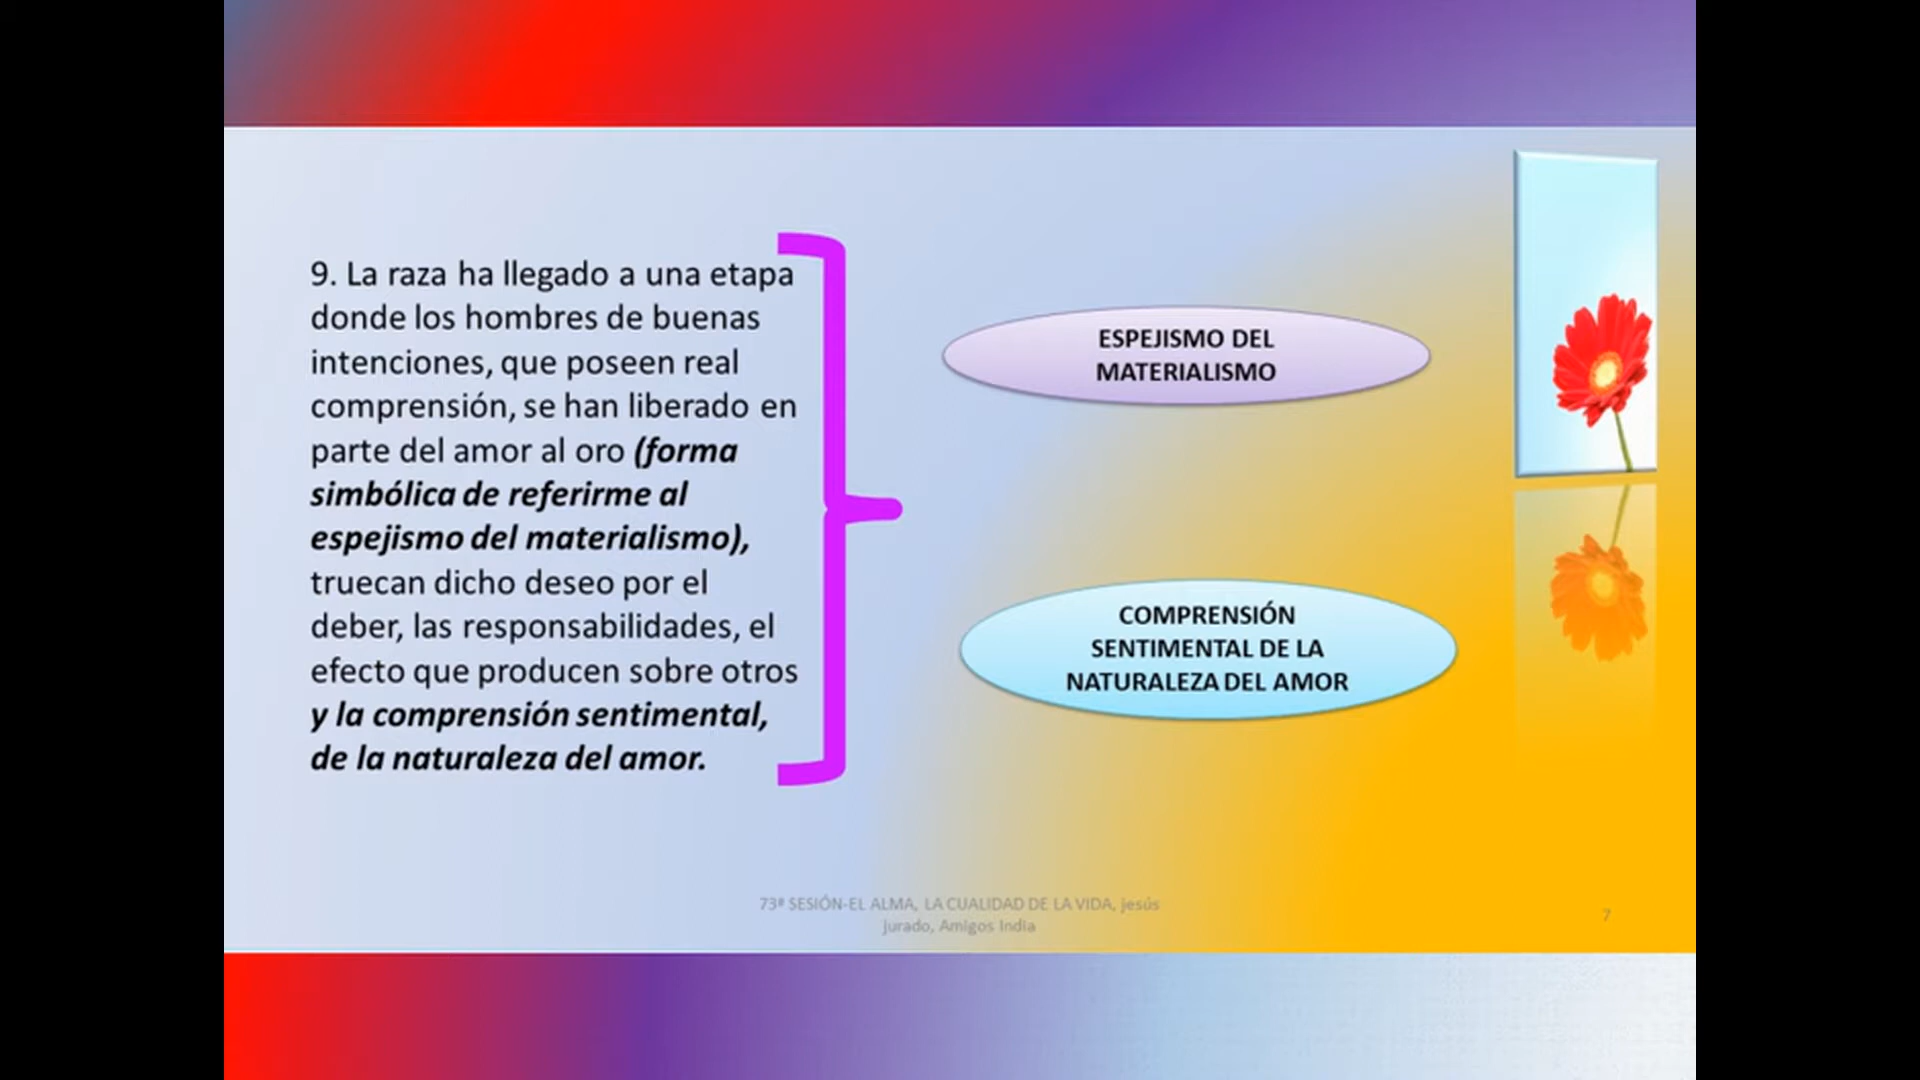 9. La raza ha llegado a una etapa
donde los hombres de buenas
intenciones, que poseen real
comprensión, se han liberado en
parte del amor al oro (forma
simbólica de referirme al
espejismo del materialismo),
truecan dicho deseo por el
deber, las responsabilidades, el
efecto que producen sobre otros
y la comprensión sentimental,
de la naturaleza del amor.
ESPEJISMO DEL
MATERIALISMO
COMPRENSIÓN
SENTIMENTAL DE LA
NATURALEZA DEL AMOR
73ª SESIÓN-EL ALMA, LA CUALIDAD DE LA VIDA, jesús
jurado, Amigos India
7